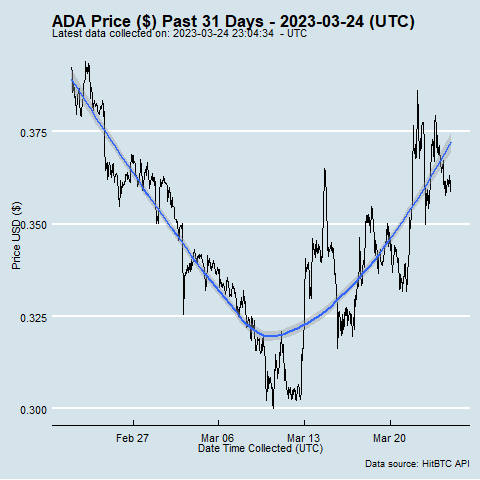 ADA Price ($) Past 31 Days - 2023-03-24 (UTC)
Latest data collected on: 2023-03-24 23:04:34 - UTC
0.375
0.350
0.325
0.300
Price USD ($)
Feb 27
Mar 06
Mar 13
Mar 20
Date Time Collected (UTC)
Data source: HitBTC API